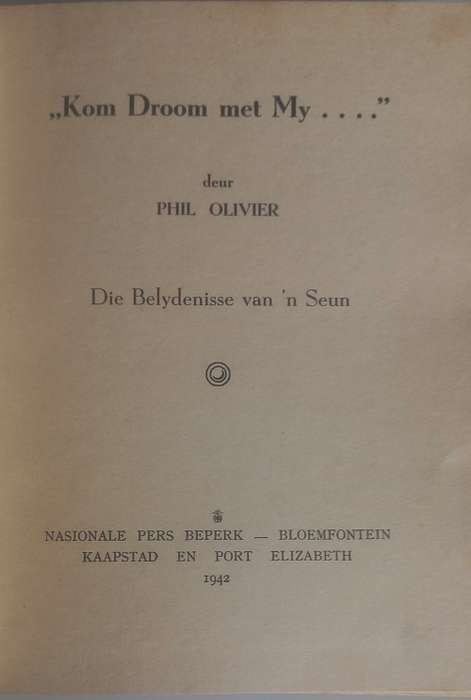 „Kom Droom met My . . . .”
deur
PHIL OLIVIER
Die Belydenisse van 'n Seun
NASIONALE PERS BEPERK — BLOEMFONTEIN
KAAPSTAD EN PORT ELIZABETH
1942